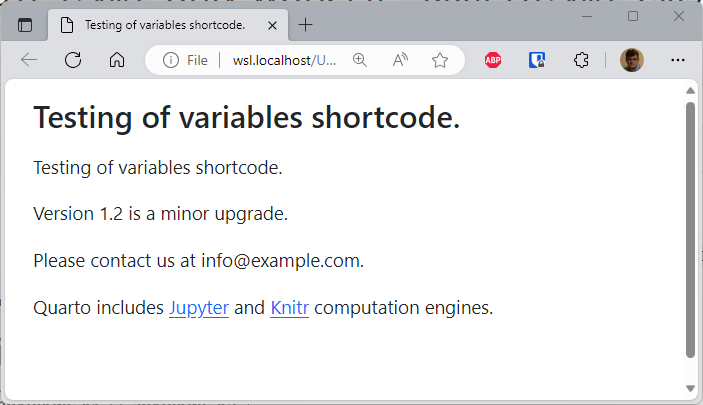 Testing of variables shortcode.
File
wsl.localhost/U...
ABP
Testing of variables shortcode.
Testing of variables shortcode.
Version 1.2 is a minor upgrade.
Please contact us at info@example.com.
Quarto includes Jupyter and Knitr computation engines.